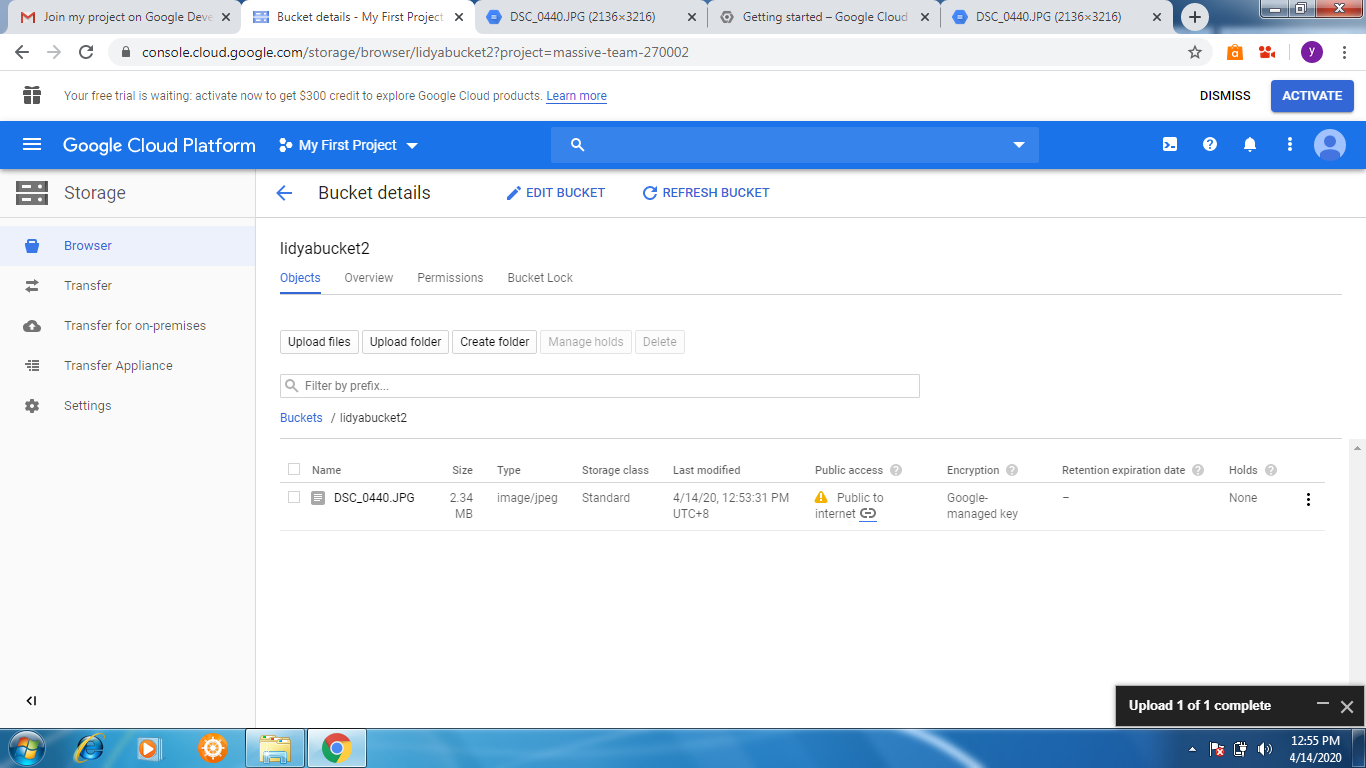 Join my project on Google Deve
Bucket details - My First Project
DSC_0440.JPG (2136×3216)
Getting started – Google Cloud
DSC_0440.JPG (2136×3216)
console.cloud.google.com/storage/browser/lidyabucket2?project=massive-team-270002
a
y
Your free trial is waiting: activate now to get $300 credit to explore Google Cloud products. Learn more
DISMISS
ACTIVATE
Google Cloud Platform
My First Project
Storage
Bucket details
EDIT BUCKET
REFRESH BUCKET
Browser
Transfer
Transfer for on-premises
Transfer Appliance
Settings
lidyabucket2
Objects
Overview
Permissions
Bucket Lock
Upload files
Upload folder
Create folder
Manage holds
Delete
Filter by prefix...
Buckets / lidyabucket2
Name Size Type Storage class Last modified Public access Encryption Retention expiration date Holds
DSC_0440.JPG 2.34 image/jpeg Standard 4/14/20, 12:53:31 PM Public to Google- – None
MB UTC+8 internet managed key
Upload 1 of 1 complete
12:55 PM
4/14/2020